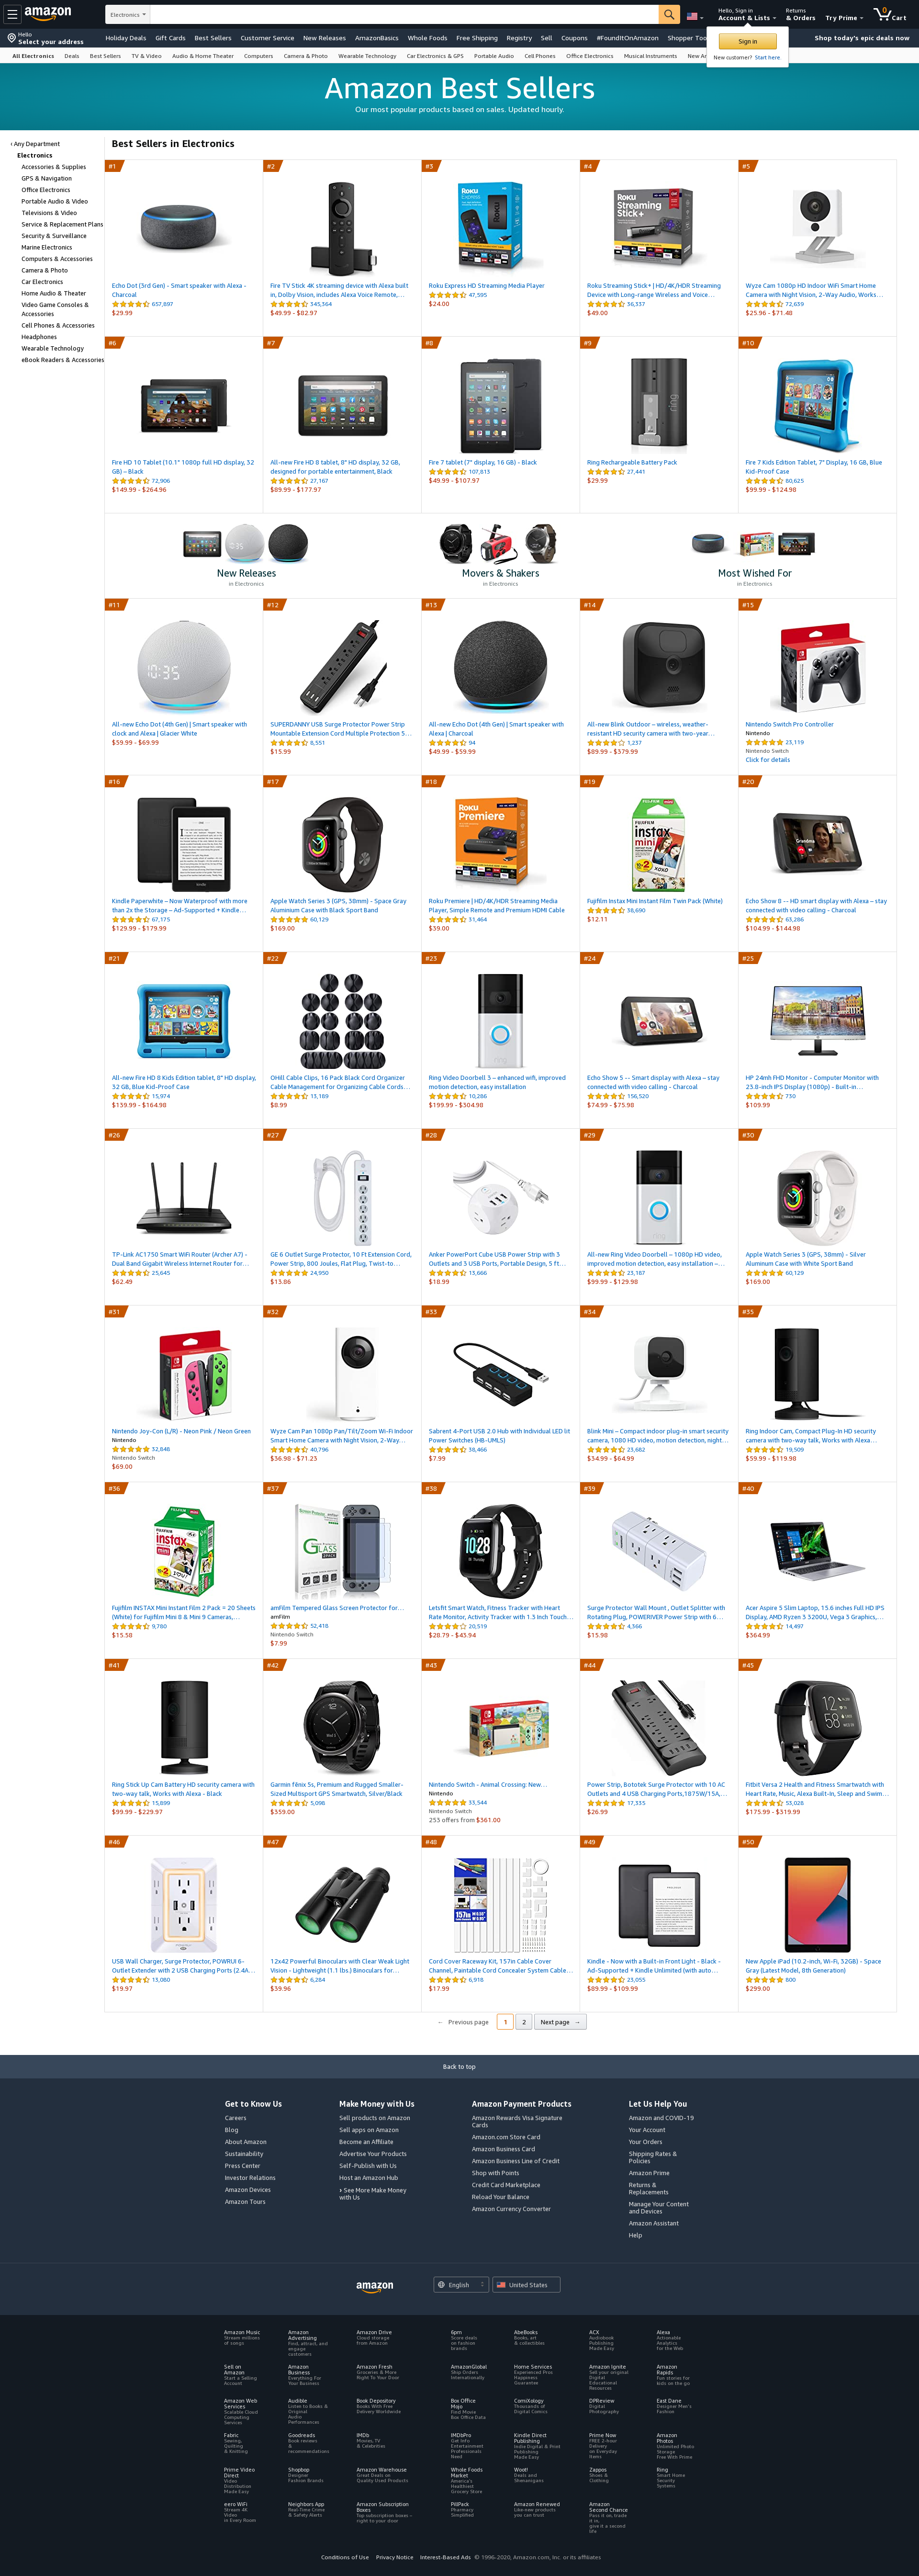 amazon
Electronics
Hello, Sign in
Account & Lists
Returns
& Orders
Try Prime
0
Cart
Hello
Select your address
Holiday Deals
Gift Cards
Best Sellers
Customer Service
New Releases
AmazonBasics
Whole Foods
Free Shipping
Registry
Sell
Coupons
#FoundItOnAmazon
Shopper Too
Shop today's epic deals now
Sign in
New customer? Start here.
All Electronics
Deals
Best Sellers
TV & Video
Audio & Home Theater
Computers
Camera & Photo
Wearable Technology
Car Electronics & GPS
Portable Audio
Cell Phones
Office Electronics
Musical Instruments
New Ar
Amazon Best Sellers
Our most popular products based on sales. Updated hourly.
‹ Any Department
Electronics
Accessories & Supplies
GPS & Navigation
Office Electronics
Portable Audio & Video
Televisions & Video
Service & Replacement Plans
Security & Surveillance
Marine Electronics
Computers & Accessories
Camera & Photo
Car Electronics
Home Audio & Theater
Video Game Consoles &
Accessories
Cell Phones & Accessories
Headphones
Wearable Technology
eBook Readers & Accessories
Best Sellers in Electronics
#1
Echo Dot (3rd Gen) - Smart speaker with Alexa -
Charcoal
657,897
$29.99
#2
Fire TV Stick 4K streaming device with Alexa built
in, Dolby Vision, includes Alexa Voice Remote,…
345,364
$49.99 - $82.97
#3
Roku Express HD Streaming Media Player
47,595
$24.00
#4
Roku Streaming Stick+ | HD/4K/HDR Streaming
Device with Long-range Wireless and Voice…
36,337
$49.00
#5
Wyze Cam 1080p HD Indoor WiFi Smart Home
Camera with Night Vision, 2-Way Audio, Works…
72,639
$25.96 - $71.48
#6
Fire HD 10 Tablet (10.1" 1080p full HD display, 32
GB) – Black
72,906
$149.99 - $264.96
#7
All-new Fire HD 8 tablet, 8" HD display, 32 GB,
designed for portable entertainment, Black
27,167
$89.99 - $177.97
#8
Fire 7 tablet (7" display, 16 GB) - Black
107,813
$49.99 - $107.97
#9
Ring Rechargeable Battery Pack
27,441
$29.99
#10
Fire 7 Kids Edition Tablet, 7" Display, 16 GB, Blue
Kid-Proof Case
80,625
$99.99 - $124.98
New Releases
in Electronics
Movers & Shakers
in Electronics
Most Wished For
in Electronics
#11
All-new Echo Dot (4th Gen) | Smart speaker with
clock and Alexa | Glacier White
$59.99 - $69.99
#12
SUPERDANNY USB Surge Protector Power Strip
Mountable Extension Cord Multiple Protection 5…
8,551
$15.99
#13
All-new Echo Dot (4th Gen) | Smart speaker with
Alexa | Charcoal
94
$49.99 - $59.99
#14
All-new Blink Outdoor – wireless, weather-
resistant HD security camera with two-year…
1,237
$89.99 - $379.99
#15
Nintendo Switch Pro Controller
Nintendo
23,119
Nintendo Switch
Click for details
#16
Kindle Paperwhite – Now Waterproof with more
than 2x the Storage – Ad-Supported + Kindle…
67,175
$129.99 - $179.99
#17
Apple Watch Series 3 (GPS, 38mm) - Space Gray
Aluminium Case with Black Sport Band
60,129
$169.00
#18
Roku Premiere | HD/4K/HDR Streaming Media
Player, Simple Remote and Premium HDMI Cable
31,464
$39.00
#19
Fujifilm Instax Mini Instant Film Twin Pack (White)
38,690
$12.11
#20
Echo Show 8 -- HD smart display with Alexa – stay
connected with video calling - Charcoal
63,286
$104.99 - $144.98
#21
All-new Fire HD 8 Kids Edition tablet, 8" HD display,
32 GB, Blue Kid-Proof Case
15,974
$139.99 - $164.98
#22
OHill Cable Clips, 16 Pack Black Cord Organizer
Cable Management for Organizing Cable Cords…
13,189
$8.99
#23
Ring Video Doorbell 3 – enhanced wifi, improved
motion detection, easy installation
10,286
$199.99 - $304.98
#24
Echo Show 5 -- Smart display with Alexa – stay
connected with video calling - Charcoal
156,520
$74.99 - $75.98
#25
HP 24mh FHD Monitor - Computer Monitor with
23.8-inch IPS Display (1080p) - Built-in…
730
$109.99
#26
TP-Link AC1750 Smart WiFi Router (Archer A7) -
Dual Band Gigabit Wireless Internet Router for…
25,645
$62.49
#27
GE 6 Outlet Surge Protector, 10 Ft Extension Cord,
Power Strip, 800 Joules, Flat Plug, Twist-to…
24,950
$13.86
#28
Anker PowerPort Cube USB Power Strip with 3
Outlets and 3 USB Ports, Portable Design, 5 ft…
13,666
$18.99
#29
All-new Ring Video Doorbell – 1080p HD video,
improved motion detection, easy installation –…
23,187
$99.99 - $129.98
#30
Apple Watch Series 3 (GPS, 38mm) - Silver
Aluminum Case with White Sport Band
60,129
$169.00
#31
Nintendo Joy-Con (L/R) - Neon Pink / Neon Green
Nintendo
32,848
Nintendo Switch
$69.00
#32
Wyze Cam Pan 1080p Pan/Tilt/Zoom Wi-Fi Indoor
Smart Home Camera with Night Vision, 2-Way…
40,796
$36.98 - $71.23
#33
Sabrent 4-Port USB 2.0 Hub with Individual LED lit
Power Switches (HB-UMLS)
38,466
$7.99
#34
Blink Mini – Compact indoor plug-in smart security
camera, 1080 HD video, motion detection, night…
23,682
$34.99 - $64.99
#35
Ring Indoor Cam, Compact Plug-In HD security
camera with two-way talk, Works with Alexa…
19,509
$59.99 - $119.98
#36
Fujifilm INSTAX Mini Instant Film 2 Pack = 20 Sheets
(White) for Fujifilm Mini 8 & Mini 9 Cameras,…
9,780
$15.58
#37
amFilm Tempered Glass Screen Protector for…
amFilm
52,418
Nintendo Switch
$7.99
#38
Letsfit Smart Watch, Fitness Tracker with Heart
Rate Monitor, Activity Tracker with 1.3 Inch Touch…
20,519
$28.79 - $45.94
#39
Surge Protector Wall Mount , Outlet Splitter with
Rotating Plug, POWERIVER Power Strip with 6…
4,366
$15.98
#40
Acer Aspire 5 Slim Laptop, 15.6 inches Full HD IPS
Display, AMD Ryzen 3 3200U, Vega 3 Graphics,…
14,497
$364.99
#41
Ring Stick Up Cam Battery HD security camera with
two-way talk, Works with Alexa - Black
15,899
$99.99 - $229.97
#42
Garmin fēnix 5s, Premium and Rugged Smaller-
Sized Multisport GPS Smartwatch, Silver/Black
5,098
$359.00
#43
Nintendo Switch - Animal Crossing: New…
Nintendo
33,544
Nintendo Switch
253 offers from $361.00
#44
Power Strip, Bototek Surge Protector with 10 AC
Outlets and 4 USB Charging Ports,1875W/15A,…
17,335
$26.99
#45
Fitbit Versa 2 Health and Fitness Smartwatch with
Heart Rate, Music, Alexa Built-In, Sleep and Swim…
53,028
$175.99 - $319.99
#46
USB Wall Charger, Surge Protector, POWRUI 6-
Outlet Extender with 2 USB Charging Ports (2.4A…
13,080
$19.97
#47
12x42 Powerful Binoculars with Clear Weak Light
Vision - Lightweight (1.1 lbs.) Binoculars for…
6,284
$39.96
#48
Cord Cover Raceway Kit, 157in Cable Cover
Channel, Paintable Cord Concealer System Cable…
6,918
$17.99
#49
Kindle - Now with a Built-in Front Light - Black -
Ad-Supported + Kindle Unlimited (with auto…
23,055
$89.99 - $109.99
#50
New Apple iPad (10.2-inch, Wi-Fi, 32GB) - Space
Gray (Latest Model, 8th Generation)
800
$299.00
← Previous page
1
2
Next page →
Back to top
Get to Know Us
Careers
Blog
About Amazon
Sustainability
Press Center
Investor Relations
Amazon Devices
Amazon Tours
Make Money with Us
Sell products on Amazon
Sell apps on Amazon
Become an Affiliate
Advertise Your Products
Self-Publish with Us
Host an Amazon Hub
› See More Make Money
with Us
Amazon Payment Products
Amazon Rewards Visa Signature
Cards
Amazon.com Store Card
Amazon Business Card
Amazon Business Line of Credit
Shop with Points
Credit Card Marketplace
Reload Your Balance
Amazon Currency Converter
Let Us Help You
Amazon and COVID-19
Your Account
Your Orders
Shipping Rates &
Policies
Amazon Prime
Returns &
Replacements
Manage Your Content
and Devices
Amazon Assistant
Help
amazon
English
United States
Amazon Music
Stream millions
of songs
Amazon
Advertising
Find, attract, and
engage
customers
Amazon Drive
Cloud storage
from Amazon
6pm
Score deals
on fashion
brands
AbeBooks
Books, art
& collectibles
ACX
Audiobook
Publishing
Made Easy
Alexa
Actionable
Analytics
for the Web
Sell on
Amazon
Start a Selling
Account
Amazon
Business
Everything For
Your Business
Amazon Fresh
Groceries & More
Right To Your Door
AmazonGlobal
Ship Orders
Internationally
Home Services
Experienced Pros
Happiness
Guarantee
Amazon Ignite
Sell your original
Digital
Educational
Resources
Amazon
Rapids
Fun stories for
kids on the go
Amazon Web
Services
Scalable Cloud
Computing
Services
Audible
Listen to Books &
Original
Audio
Performances
Book Depository
Books With Free
Delivery Worldwide
Box Office
Mojo
Find Movie
Box Office Data
ComiXology
Thousands of
Digital Comics
DPReview
Digital
Photography
East Dane
Designer Men's
Fashion
Fabric
Sewing,
Quilting
& Knitting
Goodreads
Book reviews
&
recommendations
IMDb
Movies, TV
& Celebrities
IMDbPro
Get Info
Entertainment
Professionals
Need
Kindle Direct
Publishing
Indie Digital & Print
Publishing
Made Easy
Prime Now
FREE 2-hour
Delivery
on Everyday
Items
Amazon
Photos
Unlimited Photo
Storage
Free With Prime
Prime Video
Direct
Video
Distribution
Made Easy
Shopbop
Designer
Fashion Brands
Amazon Warehouse
Great Deals on
Quality Used Products
Whole Foods
Market
America's
Healthiest
Grocery Store
Woot!
Deals and
Shenanigans
Zappos
Shoes &
Clothing
Ring
Smart Home
Security
Systems
eero WiFi
Stream 4K
Video
in Every Room
Neighbors App
Real-Time Crime
& Safety Alerts
Amazon Subscription
Boxes
Top subscription boxes –
right to your door
PillPack
Pharmacy
Simplified
Amazon Renewed
Like-new products
you can trust
Amazon
Second Chance
Pass it on, trade
it in,
give it a second
life
Conditions of Use
Privacy Notice
Interest-Based Ads
© 1996-2020, Amazon.com, Inc. or its affiliates